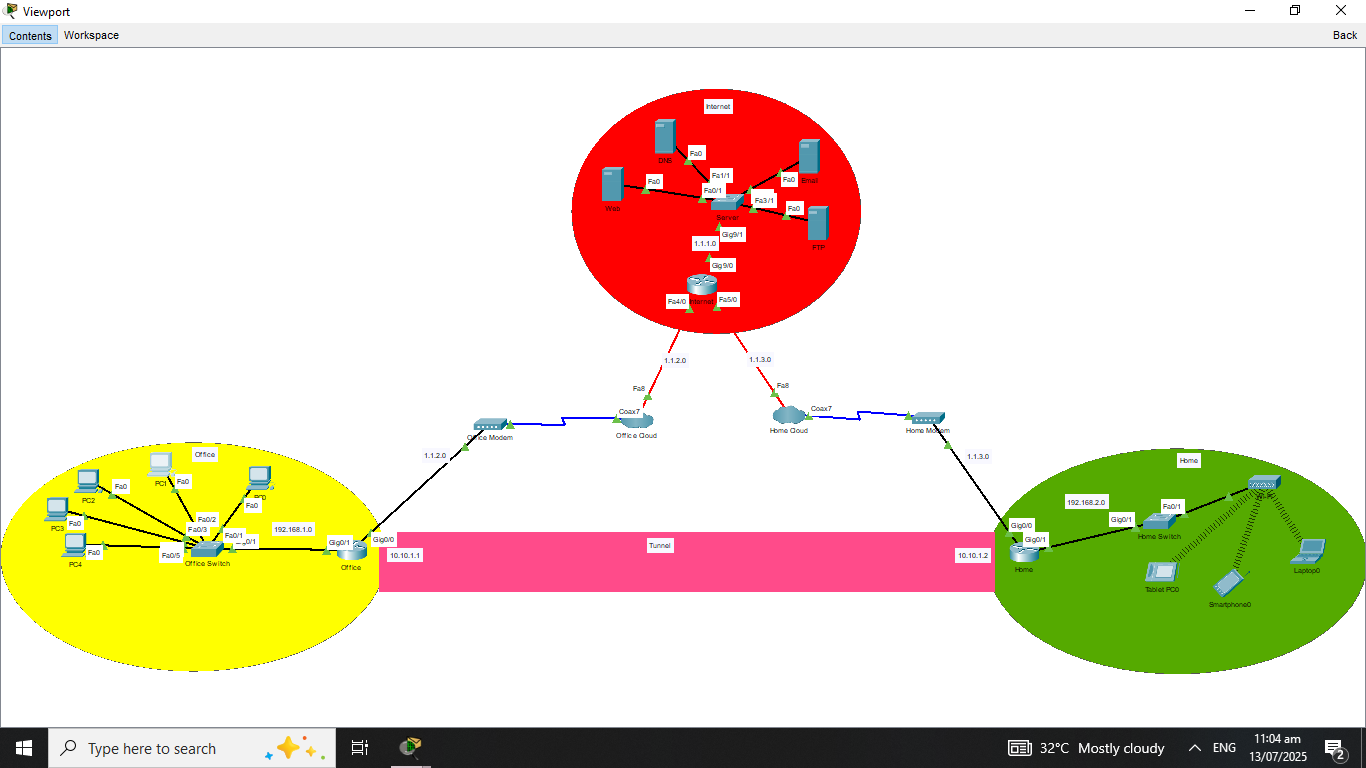 Viewport
Contents Workspace Back
Internet
DNS
Fa0
Email
Fa0
Fa1/1
Web
Fa0
Fa0/1
Fa3/1
Fa0
Server
FTP
Gig9/1
1.1.1.0
Gig9/0
Fa4/0
Internet
Fa5/0
1.1.2.0
1.1.3.0
Fa8
Coax7
Office Modem
Office Cloud
Fa8
Coax7
Home Cloud
Home Modem
1.1.2.0
1.1.3.0
Office
PC1
Fa0
PC2
Fa0
PC0
Fa0
PC3
Fa0
PC4
Fa0
Fa0/2
Fa0/3
Fa0/1
Fa0/5
Office Switch
192.168.1.0
Gig0/1
Gig0/0
Office
10.10.1.1
Tunnel
10.10.1.2
Home
192.168.2.0
Gig0/0
Gig0/1
Home
Gig0/1
Fa0/1
Home Switch
Tablet PC0
Smartphone0
Laptop0
Type here to search
32°C Mostly cloudy
ENG
11:04 am
13/07/2025
2